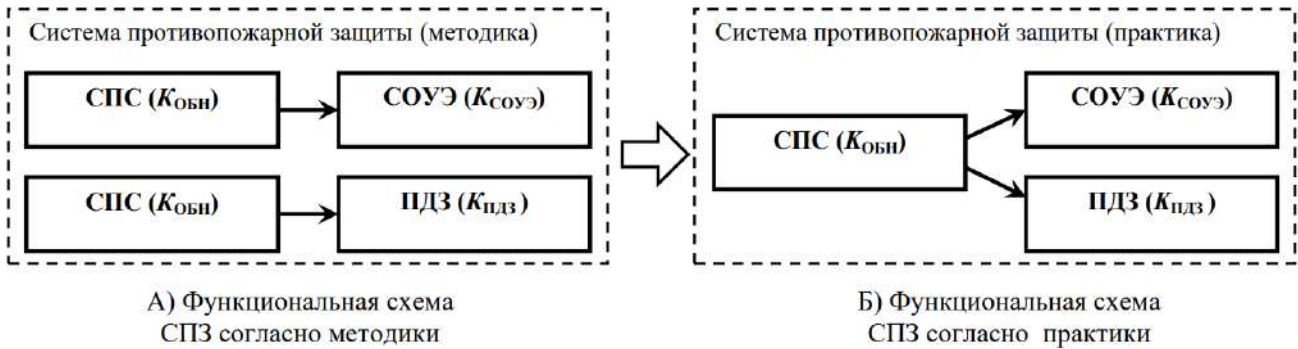 Система противопожарной защиты (методика)
СПС (KОБН)
СОУЭ (KСОУЭ)
СПС (KОБН)
ПДЗ (KПДЗ )
А) Функциональная схема
СПЗ согласно методики
Система противопожарной защиты (практика)
СПС (KОБН)
СОУЭ (KСОУЭ)
ПДЗ (KПДЗ )
Б) Функциональная схема
СПЗ согласно практики